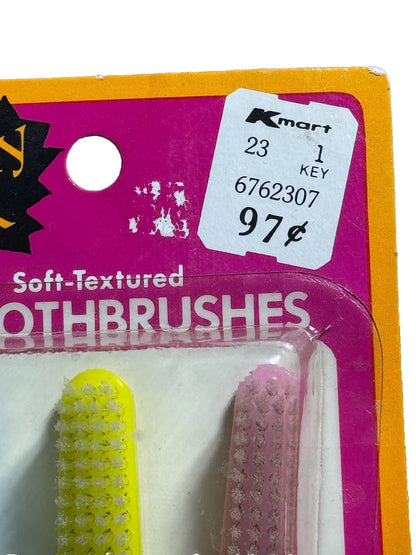 Kmart
23 1
KEY
6762307
97¢
Soft-Textured
OTHBRUSHES